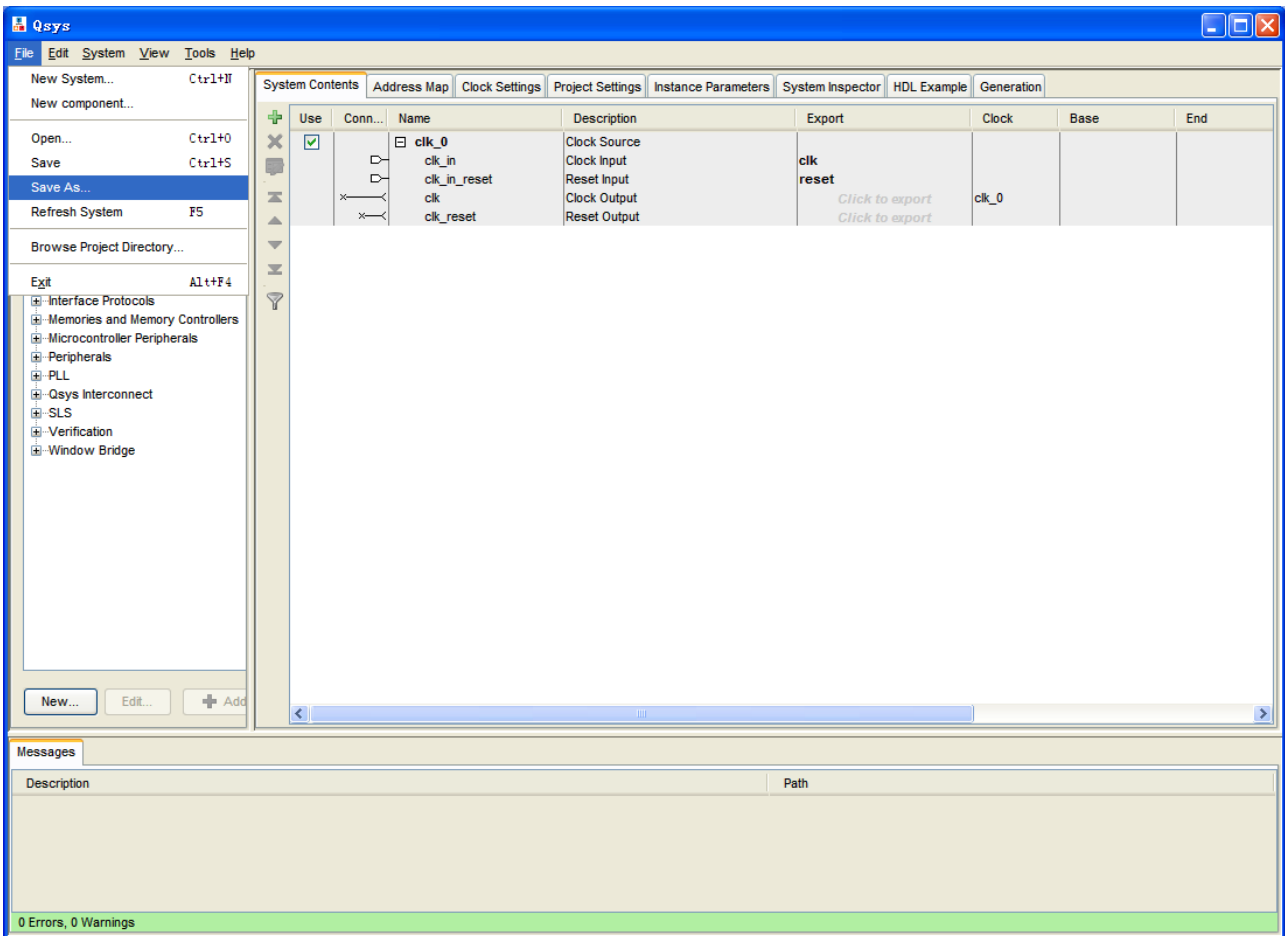 Qsys
File Edit System View Tools Help
New System... Ctrl+N
New component...
Open... Ctrl+O
Save Ctrl+S
Save As...
Refresh System F5
Browse Project Directory...
Exit Alt+F4
Interface Protocols
Memories and Memory Controllers
Microcontroller Peripherals
Peripherals
PLL
Qsys Interconnect
SLS
Verification
Window Bridge
New... Edit... Add
System Contents Address Map Clock Settings Project Settings Instance Parameters System Inspector HDL Example Generation
Use Conn... Name Description Export Clock Base End
clk_0 Clock Source
clk_in Clock Input clk
clk_in_reset Reset Input reset
clk Clock Output Click to export clk_0
clk_reset Reset Output Click to export
Messages
Description Path
0 Errors, 0 Warnings